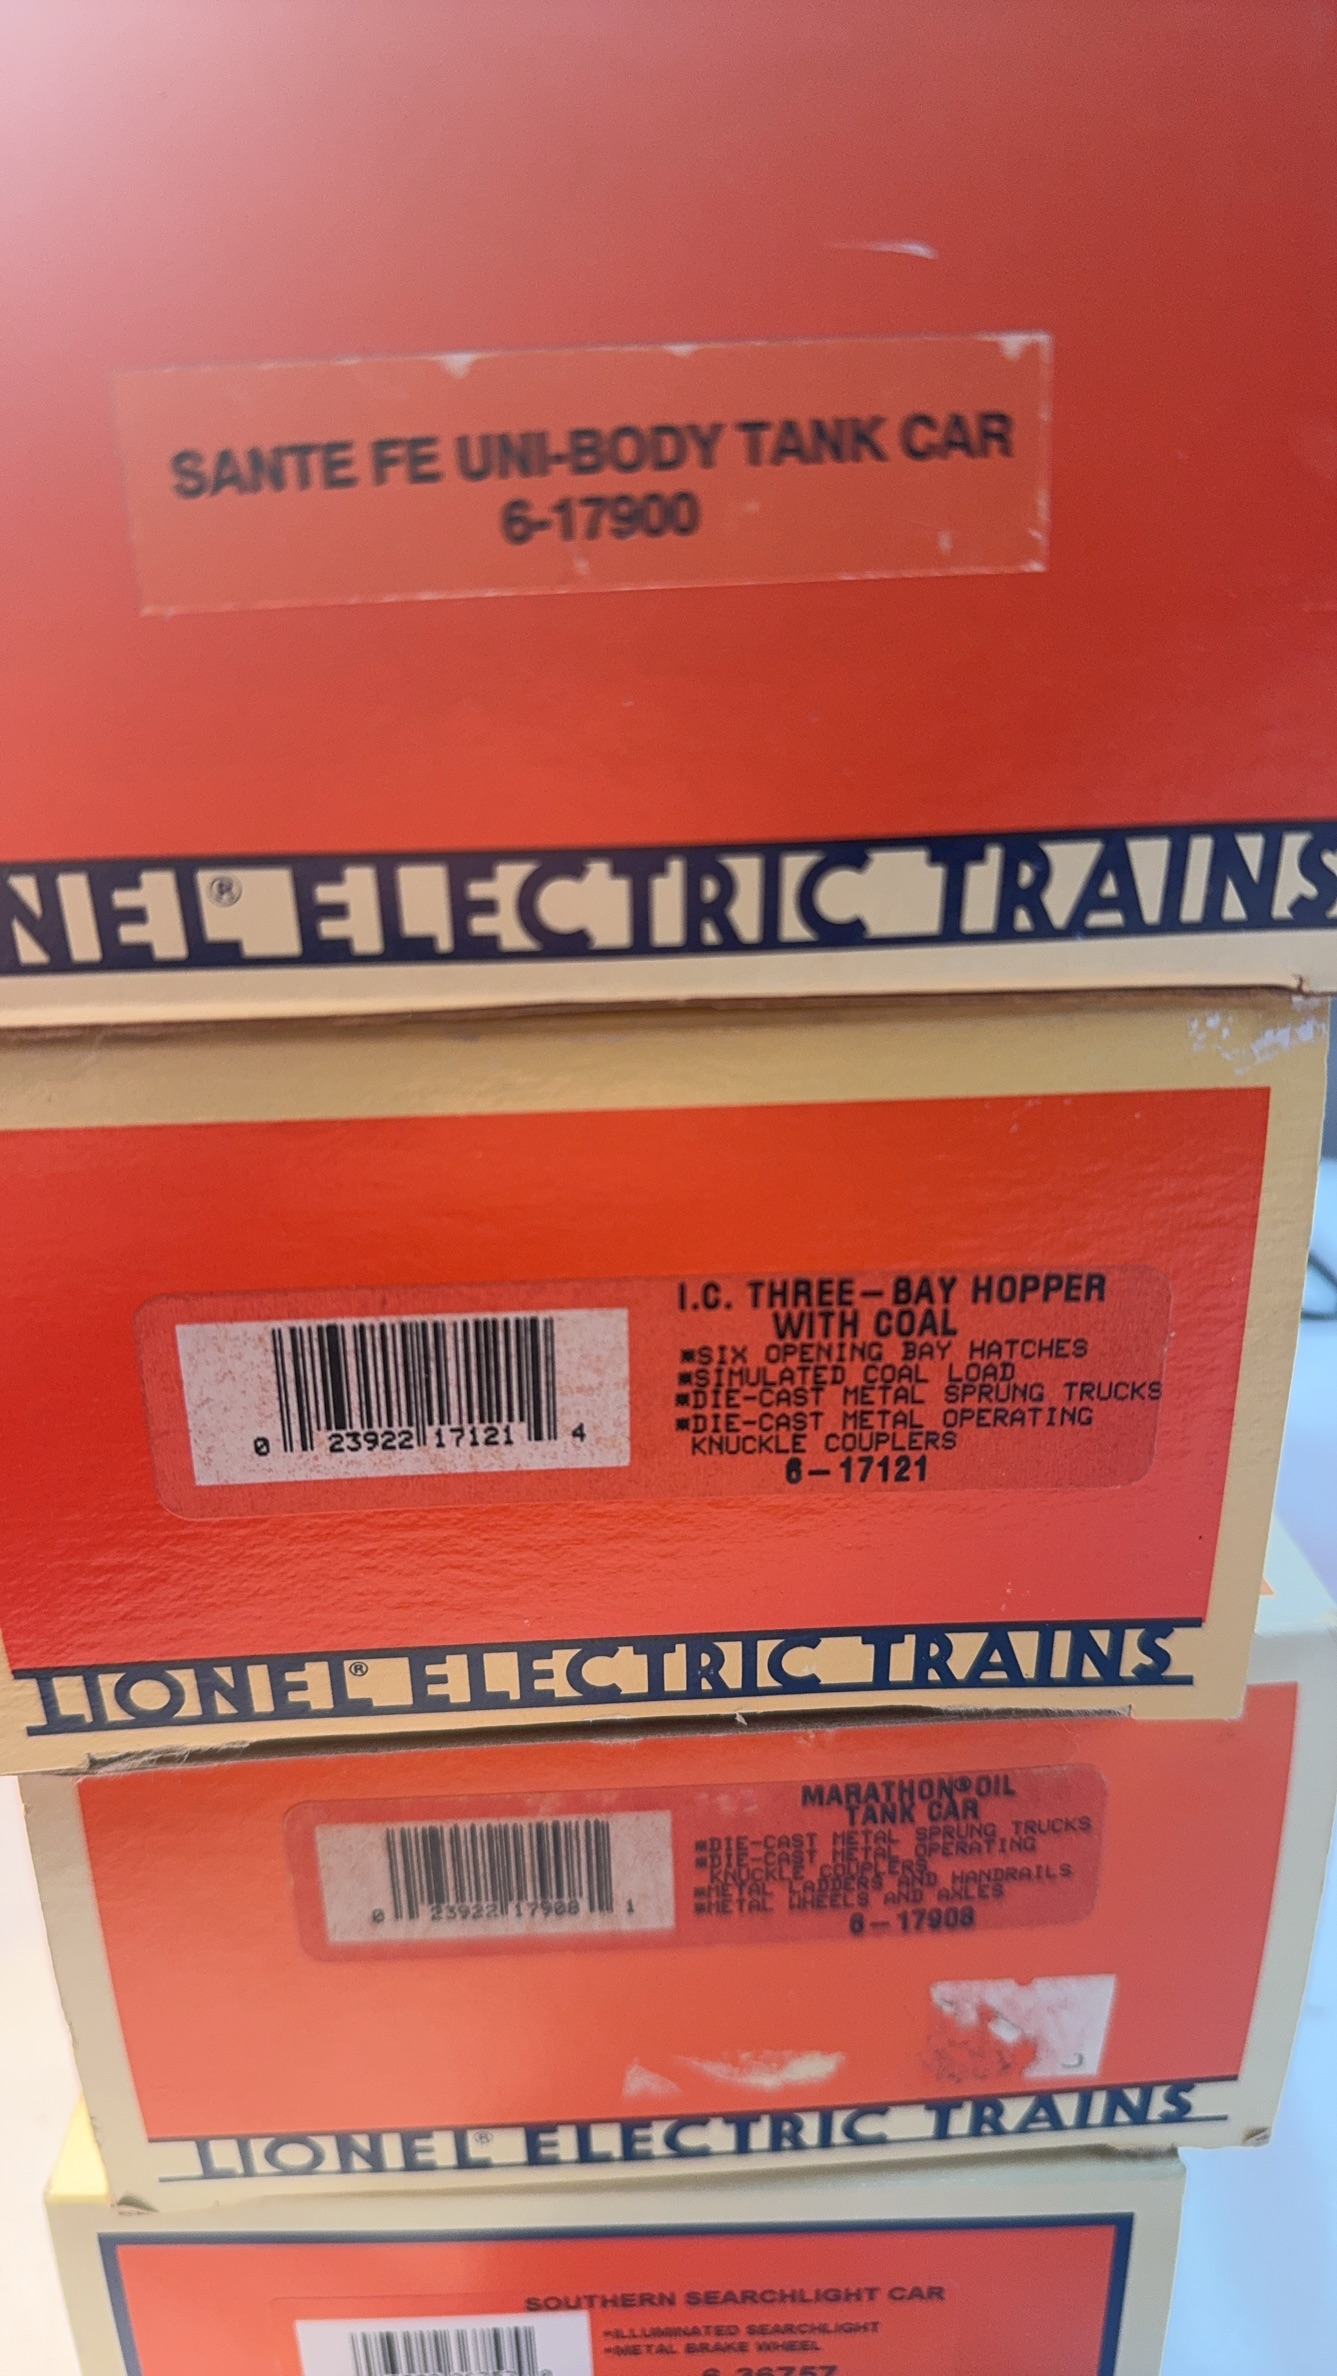 SANTE FE UNI-BODY TANK CAR
6-17900
NEL® ELECTRIC TRAINS
I.C. THREE-BAY HOPPER
WITH COAL
*SIX OPENING BAY HATCHES
*SIMULATED COAL LOAD
*DIE-CAST METAL SPRUNG TRUCKS
*DIE-CAST METAL OPERATING
KNUCKLE COUPLERS
6-17121
0 23922 17121 4
LIONEL® ELECTRIC TRAINS
MARATHON® OIL
TANK CAR
*DIE-CAST METAL SPRUNG TRUCKS
*DIE-CAST METAL OPERATING
KNUCKLE COUPLERS
*METAL LADDERS AND HANDRAILS
*METAL WHEELS AND AXLES
6-17908
0 23922 17908 1
LIONEL® ELECTRIC TRAINS
SOUTHERN SEARCHLIGHT CAR
*ILLUMINATED SEARCHLIGHT
*METAL BRAKE WHEEL
6-36757